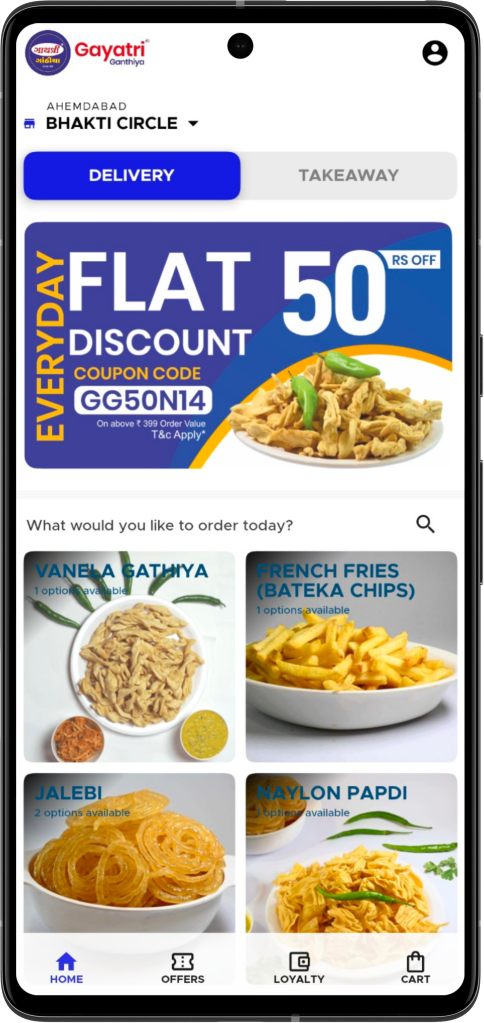 ગાયત્રી
ગાંઠીયા
Gayatri
Ganthiya
AHEMDABAD
BHAKTI CIRCLE
DELIVERY
TAKEAWAY
EVERYDAY
FLAT 50 RS OFF
DISCOUNT
COUPON CODE
GG50N14
On above ₹ 399 Order Value
T&c Apply*
What would you like to order today?
VANELA GATHIYA
1 options available
FRENCH FRIES
(BATEKA CHIPS)
1 options available
JALEBI
2 options available
NAYLON PAPDI
options available
HOME
OFFERS
LOYALTY
CART